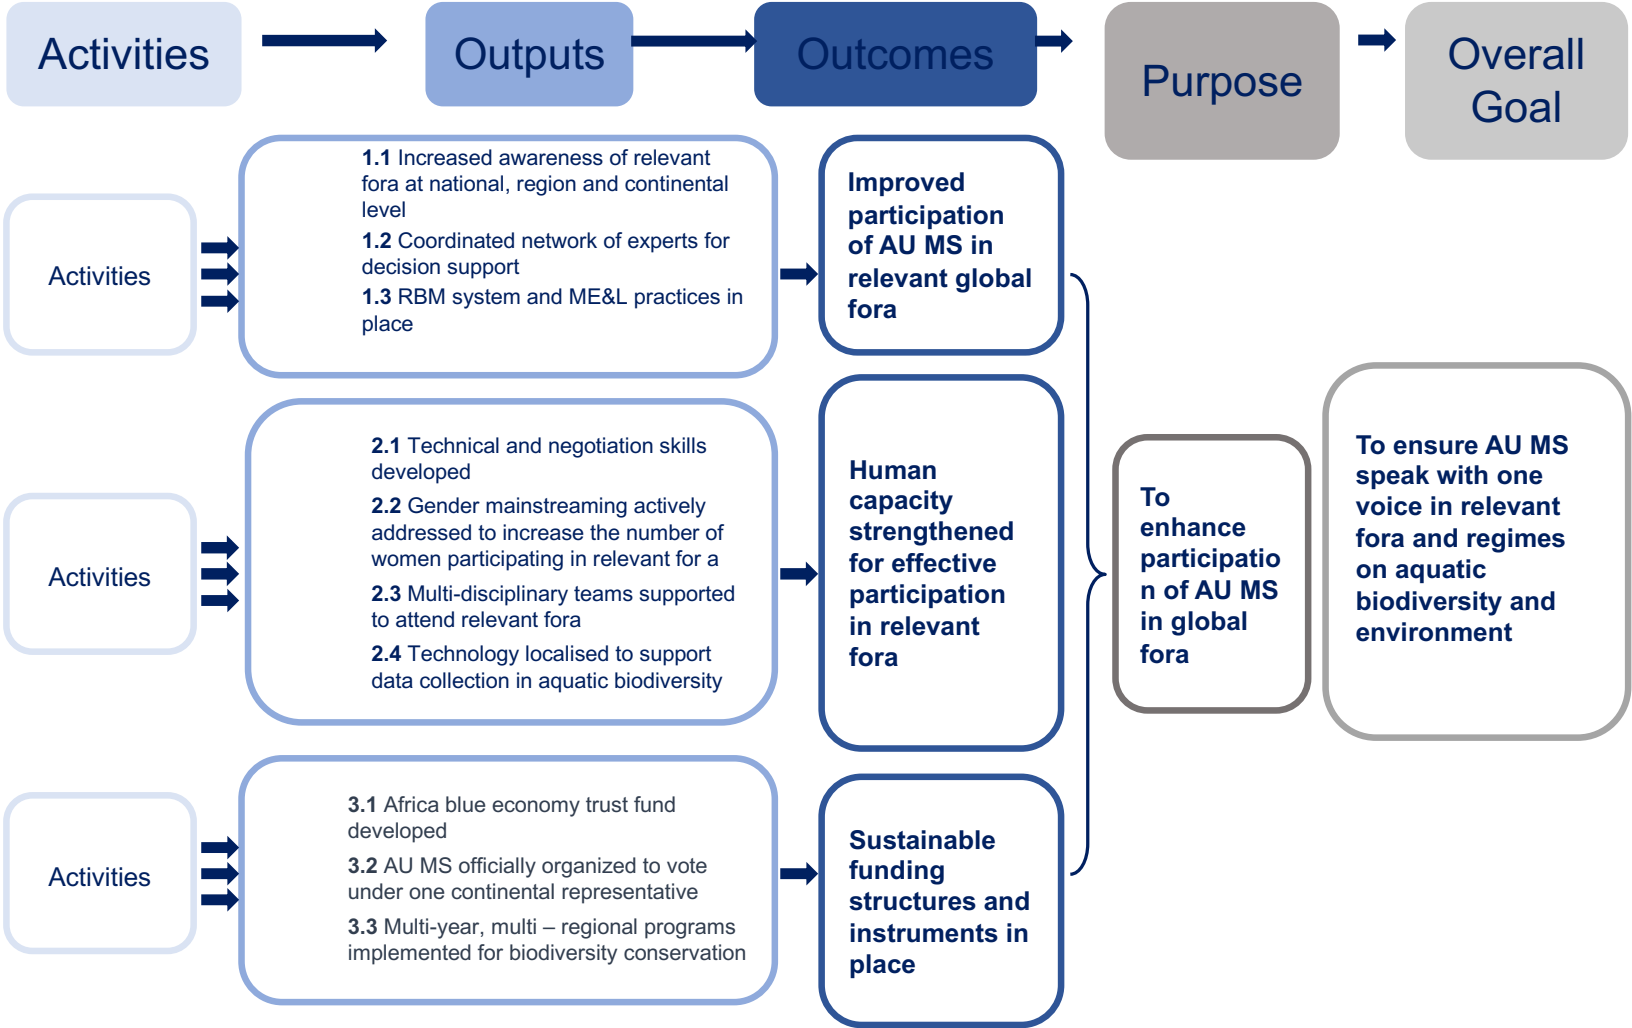 Activities
Outputs
Outcomes
Purpose
Overall
Goal
Activities
1.1 Increased awareness of relevant
fora at national, region and continental
level
1.2 Coordinated network of experts for
decision support
1.3 RBM system and ME&L practices in
place
Improved
participation
of AU MS in
relevant global
fora
Activities
2.1 Technical and negotiation skills
developed
2.2 Gender mainstreaming actively
addressed to increase the number of
women participating in relevant for a
2.3 Multi-disciplinary teams supported
to attend relevant fora
2.4 Technology localised to support
data collection in aquatic biodiversity
Human
capacity
strengthened
for effective
participation
in relevant
fora
To
enhance
participatio
n of AU MS
in global
fora
To ensure AU MS
speak with one
voice in relevant
fora and regimes
on aquatic
biodiversity and
environment
Activities
3.1 Africa blue economy trust fund
developed
3.2 AU MS officially organized to vote
under one continental representative
3.3 Multi-year, multi – regional programs
implemented for biodiversity conservation
Sustainable
funding
structures and
instruments in
place